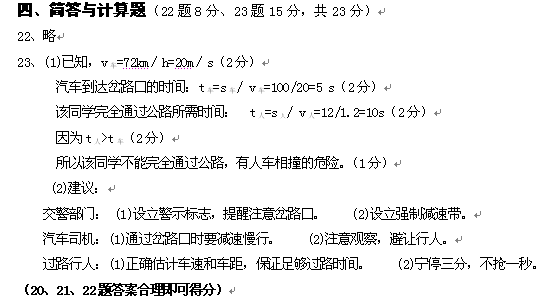 四、简答与计算题（22题8分、23题15分，共23分）
22、略
23、(1)已知，v车=72km/h=20m/s（2分）
汽车到达岔路口的时间：t车=s车/v车=100/20=5 s（2分）
该同学完全通过公路所需时间： t人=s人/v人=12/1.2=10s（2分）
因为t人>t车（2分）
所以该同学不能完全通过公路，有人车相撞的危险。（1分）
(2)建议：
交警部门：(1)设立警示标志，提醒注意岔路口。 (2)设立强制减速带。
汽车司机：(1)通过岔路口时要减速慢行。 (2)注意观察，避让行人。
过路行人：(1)正确估计车速和车距，保证足够过路时间。 (2)宁停三分，不抢一秒。
（20、21、22题答案合理即可得分）